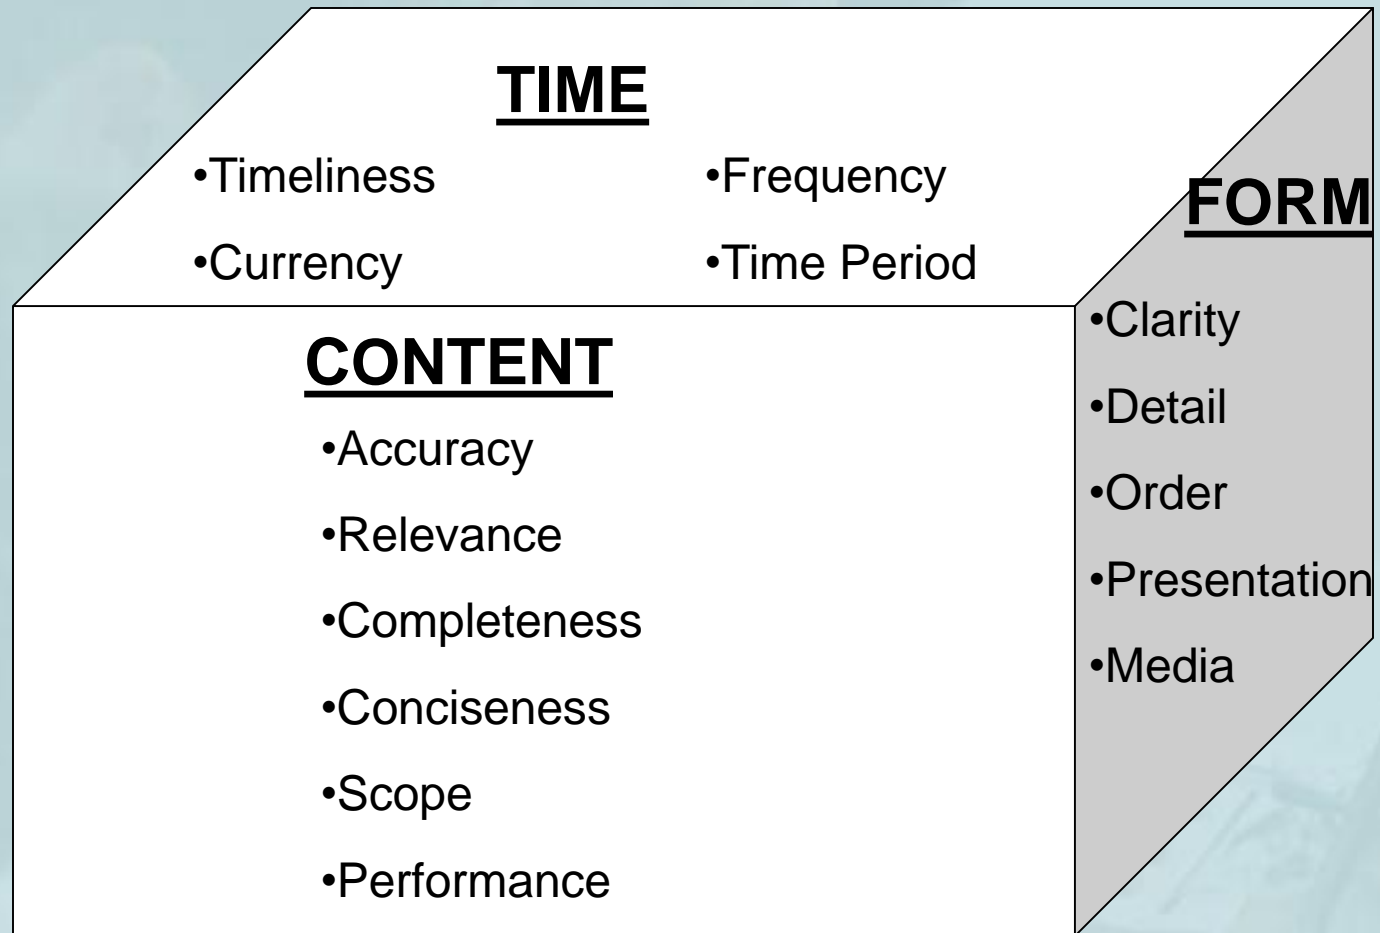 TIME
•Timeliness
•Currency
•Frequency
•Time Period
CONTENT
•Accuracy
•Relevance
•Completeness
•Conciseness
•Scope
•Performance
FORM
•Clarity
•Detail
•Order
•Presentation
•Media